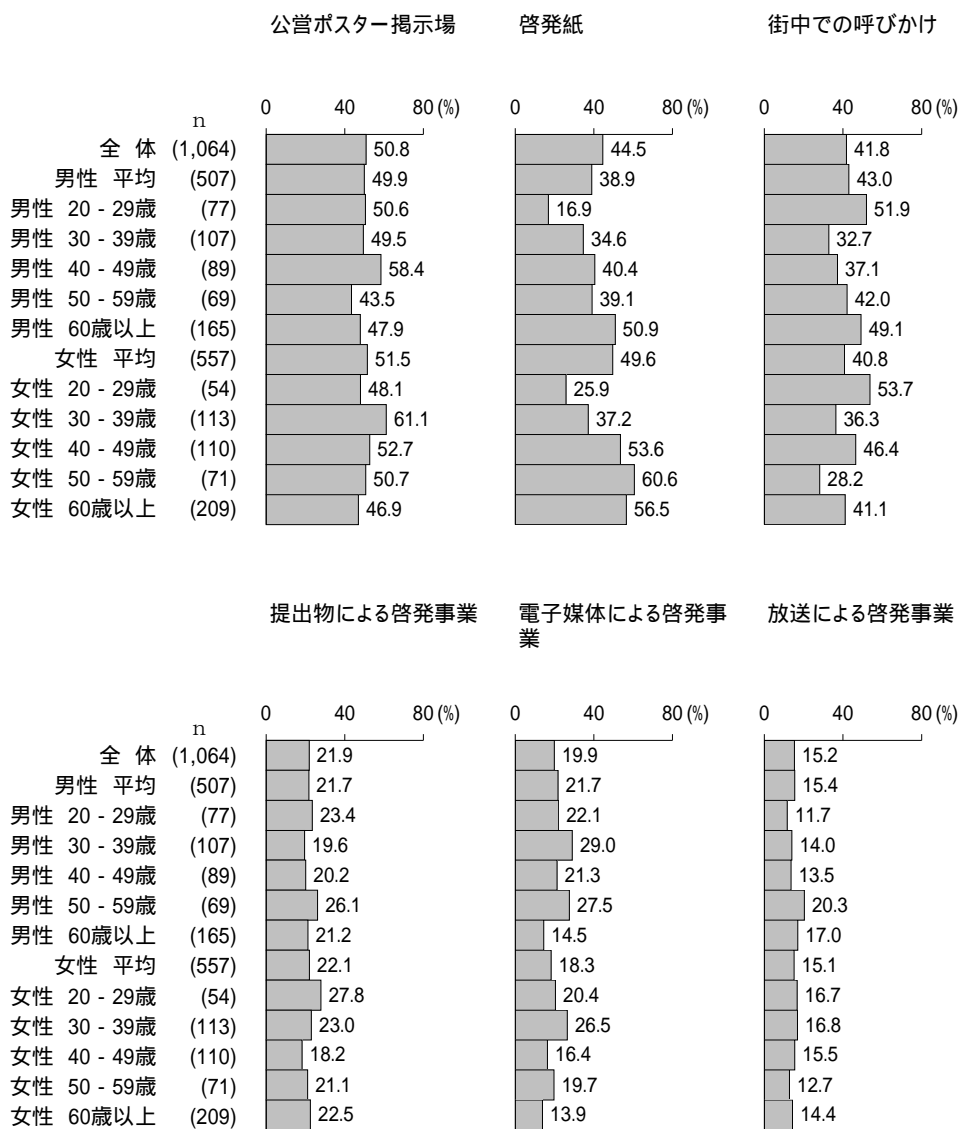 公営ポスター掲示場 啓発紙 街中での呼びかけ
0 40 80(%) 0 40 80(%) 0 40 80(%)
n
全 体 (1,064) 50.8 44.5 41.8
男性 平均 (507) 49.9 38.9 43.0
男性 20 - 29歳 (77) 50.6 16.9 51.9
男性 30 - 39歳 (107) 49.5 34.6 32.7
男性 40 - 49歳 (89) 58.4 40.4 37.1
男性 50 - 59歳 (69) 43.5 39.1 42.0
男性 60歳以上 (165) 47.9 50.9 49.1
女性 平均 (557) 51.5 49.6 40.8
女性 20 - 29歳 (54) 48.1 25.9 53.7
女性 30 - 39歳 (113) 61.1 37.2 36.3
女性 40 - 49歳 (110) 52.7 53.6 46.4
女性 50 - 59歳 (71) 50.7 60.6 28.2
女性 60歳以上 (209) 46.9 56.5 41.1
提出物による啓発事業 電子媒体による啓発事 放送による啓発事業
業
0 40 80(%) 0 40 80(%) 0 40 80(%)
n
全 体 (1,064) 21.9 19.9 15.2
男性 平均 (507) 21.7 21.7 15.4
男性 20 - 29歳 (77) 23.4 22.1 11.7
男性 30 - 39歳 (107) 19.6 29.0 14.0
男性 40 - 49歳 (89) 20.2 21.3 13.5
男性 50 - 59歳 (69) 26.1 27.5 20.3
男性 60歳以上 (165) 21.2 14.5 17.0
女性 平均 (557) 22.1 18.3 15.1
女性 20 - 29歳 (54) 27.8 20.4 16.7
女性 30 - 39歳 (113) 23.0 26.5 16.8
女性 40 - 49歳 (110) 18.2 16.4 15.5
女性 50 - 59歳 (71) 21.1 19.7 12.7
女性 60歳以上 (209) 22.5 13.9 14.4